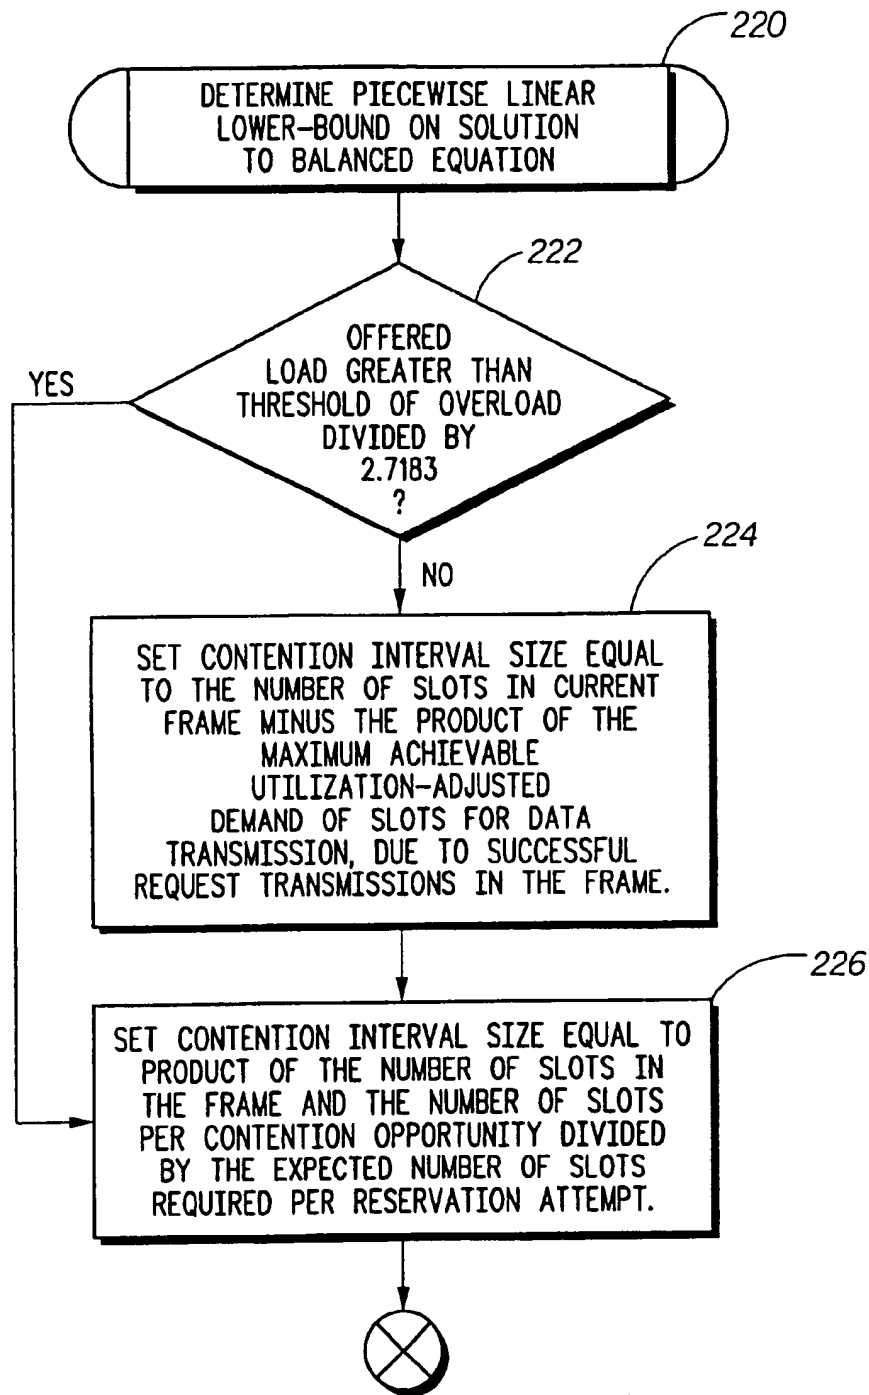 220
DETERMINE PIECEWISE LINEAR
LOWER-BOUND ON SOLUTION
TO BALANCED EQUATION
222
OFFERED
LOAD GREATER THAN
THRESHOLD OF OVERLOAD
DIVIDED BY
2.7183
?
YES
NO
224
SET CONTENTION INTERVAL SIZE EQUAL
TO THE NUMBER OF SLOTS IN CURRENT
FRAME MINUS THE PRODUCT OF THE
MAXIMUM ACHIEVABLE
UTILIZATION-ADJUSTED
DEMAND OF SLOTS FOR DATA
TRANSMISSION, DUE TO SUCCESSFUL
REQUEST TRANSMISSIONS IN THE FRAME.
226
SET CONTENTION INTERVAL SIZE EQUAL TO
PRODUCT OF THE NUMBER OF SLOTS IN
THE FRAME AND THE NUMBER OF SLOTS
PER CONTENTION OPPORTUNITY DIVIDED
BY THE EXPECTED NUMBER OF SLOTS
REQUIRED PER RESERVATION ATTEMPT.